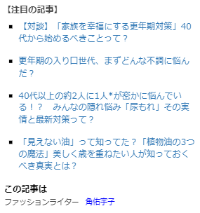 【注目の記事】
【対談】「家族を幸福にする更年期対策」40
代から始めるべきことって？
更年期の入り口世代、まずどんな不調に悩ん
だ？
40代以上の約2人に1人*が密かに悩んでい
る！？　みんなの隠れ悩み「尿もれ」その実
情と最新対策って？
「見えない油」って知ってた？「植物油の3つ
の魔法」美しく歳を重ねたい人が知っておく
べき真実とは？
この記事は
ファッションライター 角佑宇子